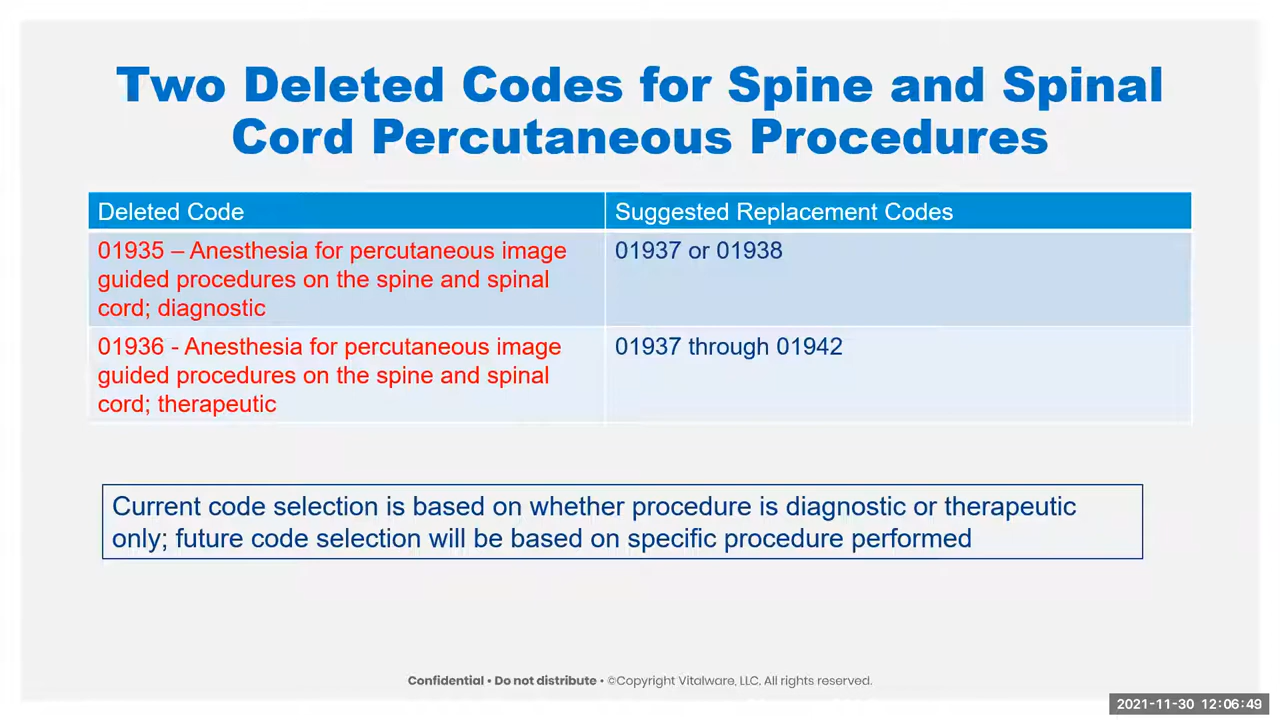 Two Deleted Codes for Spine and Spinal
Cord Percutaneous Procedures
Deleted Code
Suggested Replacement Codes
01935 – Anesthesia for percutaneous image
guided procedures on the spine and spinal
cord; diagnostic
01937 or 01938
01936 - Anesthesia for percutaneous image
guided procedures on the spine and spinal
cord; therapeutic
01937 through 01942
Current code selection is based on whether procedure is diagnostic or therapeutic
only; future code selection will be based on specific procedure performed
Confidential • Do not distribute • ©Copyright Vitalware, LLC. All rights reserved.
2021-11-30 12:06:49